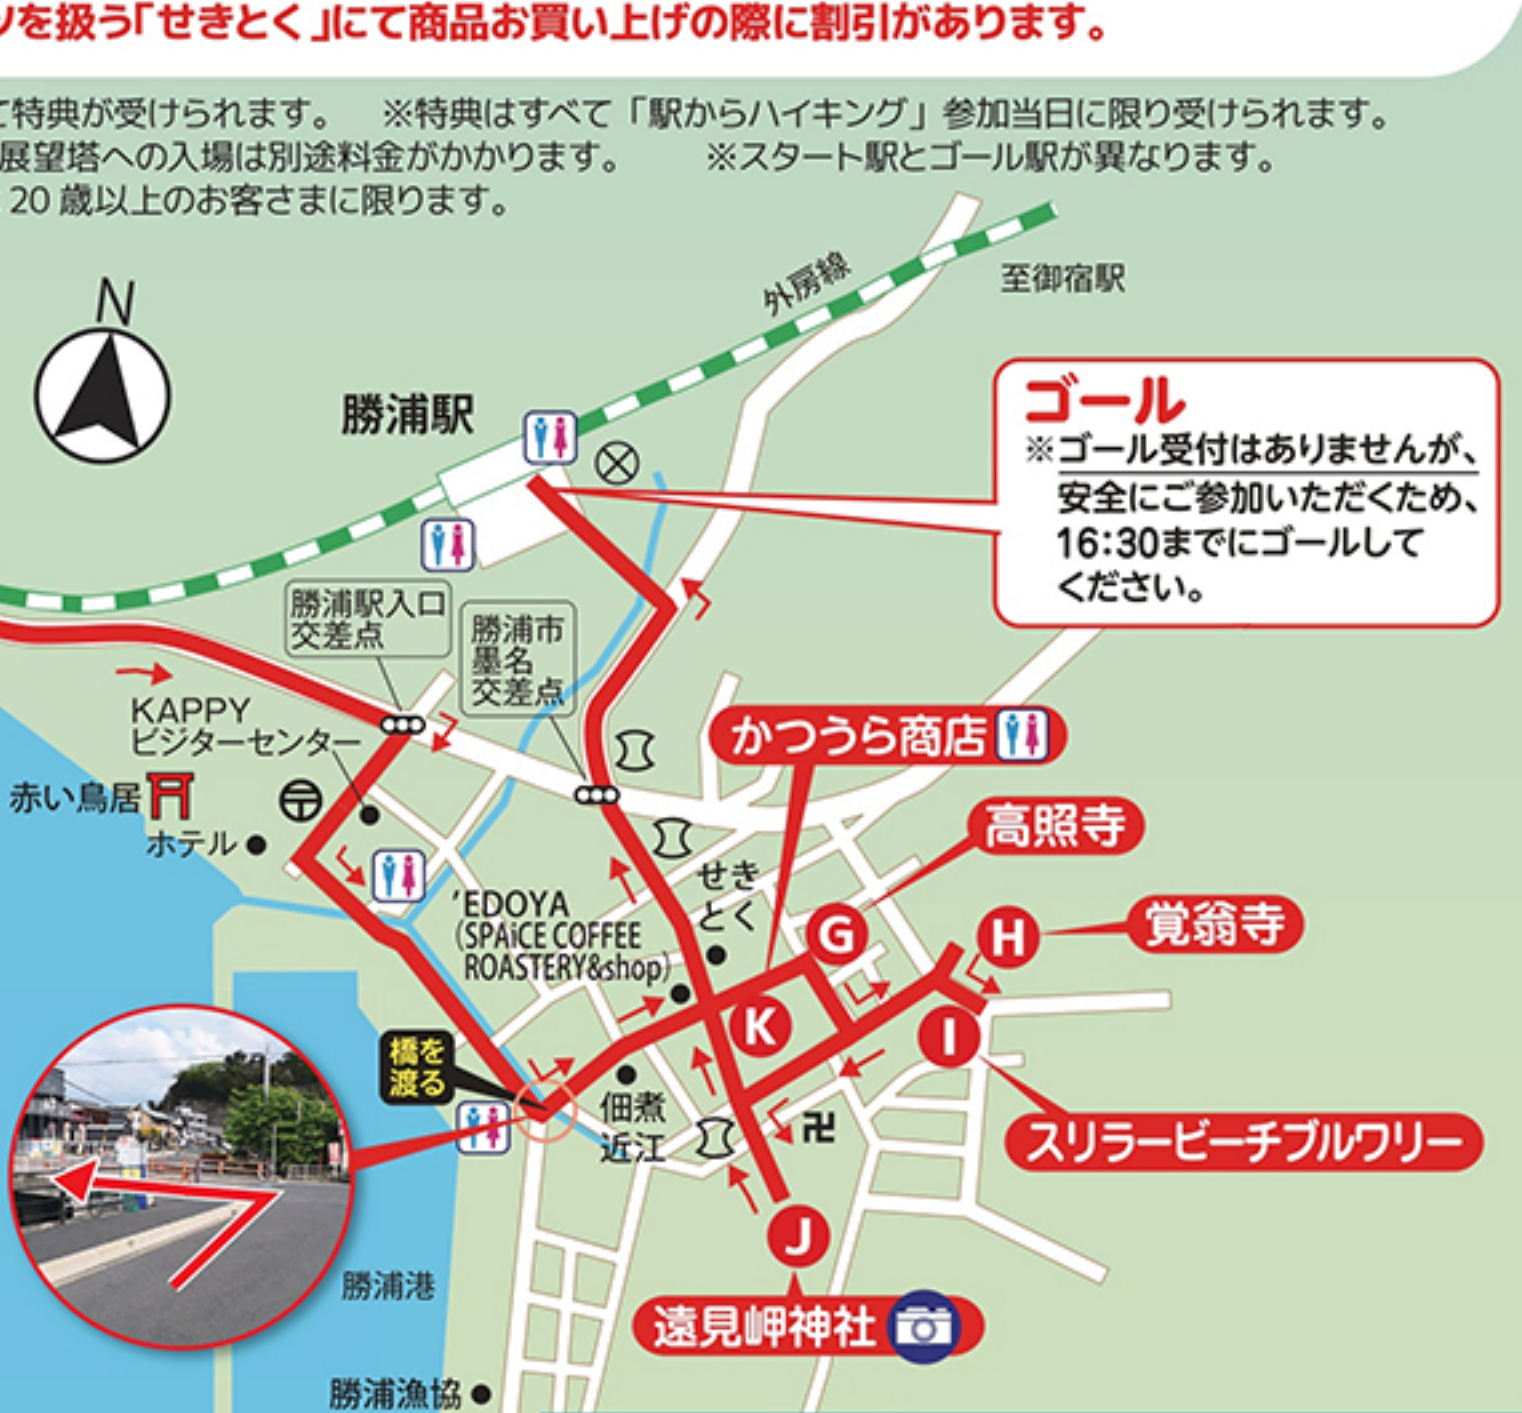 ツを扱う「せきとく」にて商品お買い上げの際に割引があります。
て特典が受けられます。　※特典はすべて「駅からハイキング」参加当日に限り受けられます。
展望塔への入場は別途料金がかかります。　※スタート駅とゴール駅が異なります。
20 歳以上のお客さまに限ります。
N
外房線
至御宿駅
勝浦駅
ゴール
※ゴール受付はありませんが、
安全にご参加いただくため、
16:30までにゴールして
ください。
勝浦駅入口
交差点
勝浦市
墨名
交差点
KAPPY
ビジターセンター
かつうら商店
赤い鳥居
ホテル
高照寺
せき
とく
'EDOYA
(SPAiCE COFFEE
ROASTERY&shop)
G
H
覚翁寺
K
I
橋を
渡る
佃煮
近江
卍
スリラービーチブルワリー
J
勝浦港
遠見岬神社
勝浦漁協